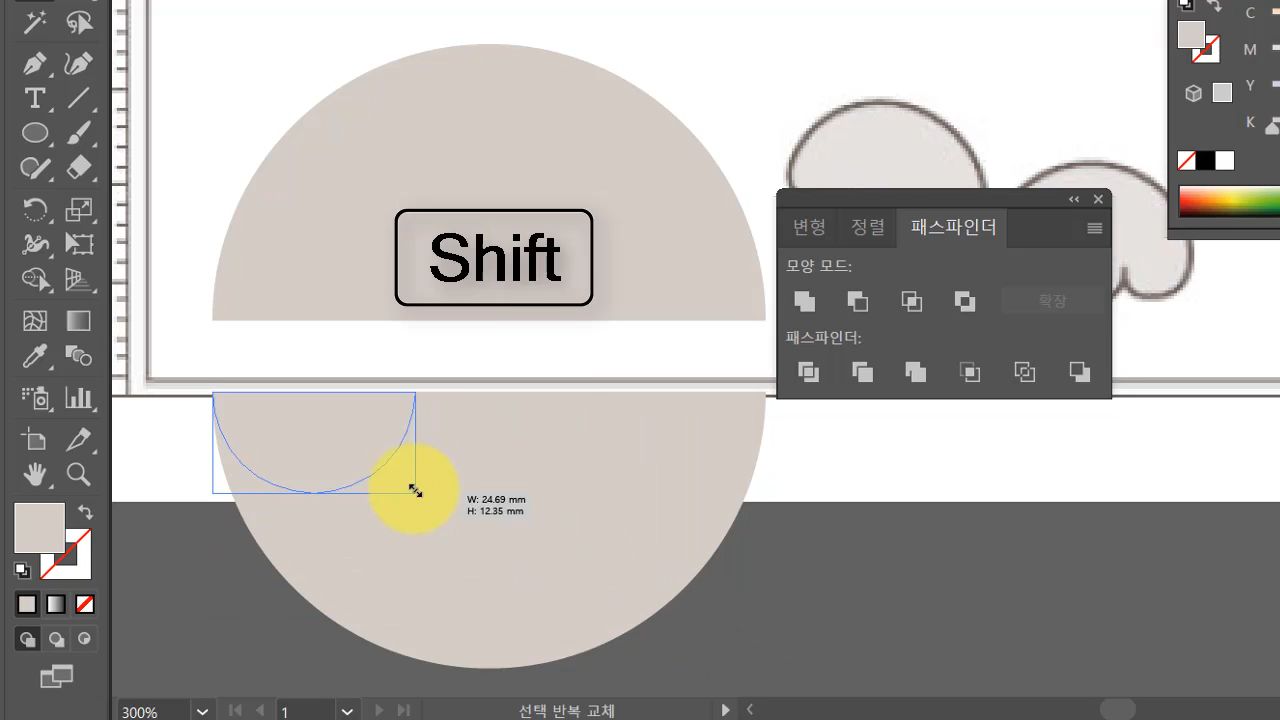 C
M
Y
K
Shift
변형 정렬 패스파인더
모양 모드:
확장
패스파인더:
W: 24.69 mm
H: 12.35 mm
300% 1 선택 반복 교체